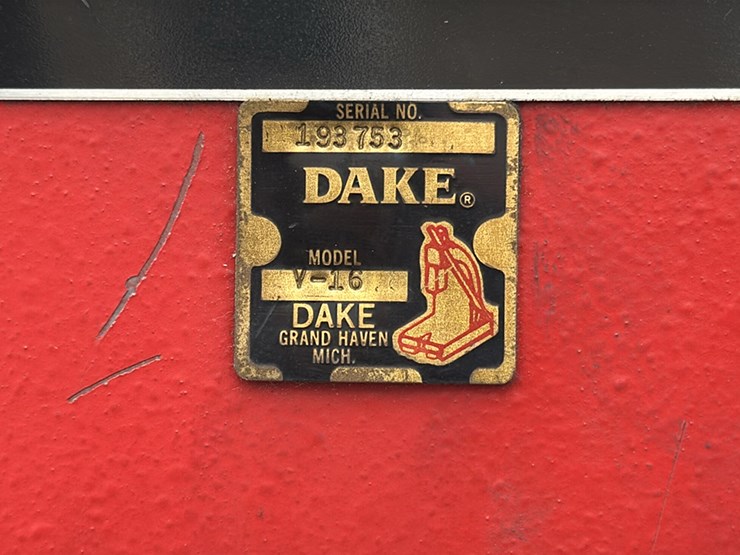 SERIAL NO.
193753
DAKE®
MODEL
V-16
DAKE
GRAND HAVEN
MICH.